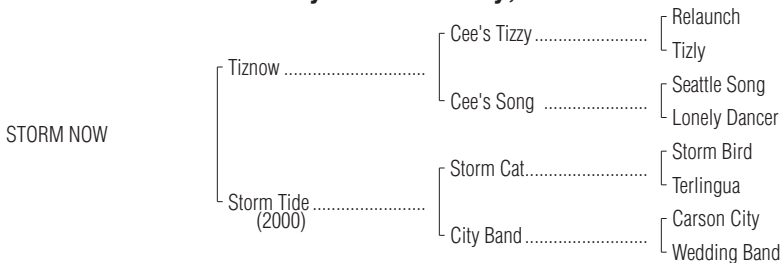 Relaunch
Cee's Tizzy
Tizly
Tiznow
Seattle Song
Cee's Song
Lonely Dancer
STORM NOW
Storm Bird
Storm Cat
Terlingua
Storm Tide
(2000)
Carson City
City Band
Wedding Band